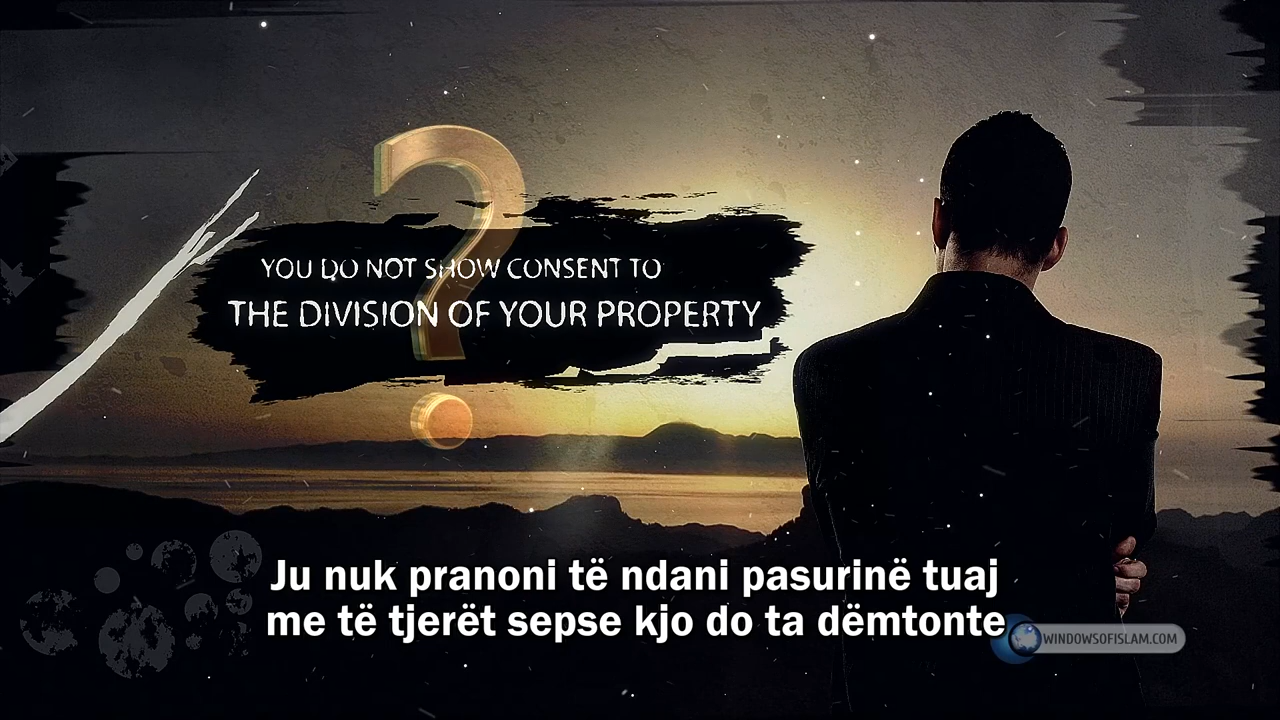 YOU DO NOT SHOW CONSENT TO
THE DIVISION OF YOUR PROPERTY
?
Ju nuk pranoni të ndani pasurinë tuaj
me të tjerët sepse kjo do ta dëmtonte
WINDOWSOFISLAM.COM